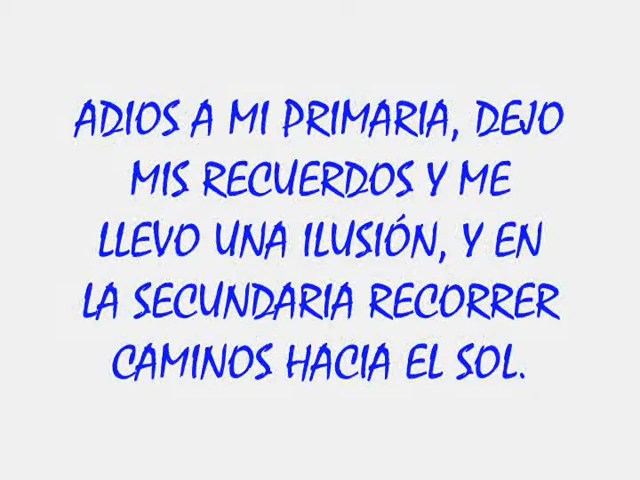 ADIOS A MI PRIMARIA, DEJO
MIS RECUERDOS Y ME
LLEVO UNA ILUSIÓN, Y EN
LA SECUNDARIA RECORRER
CAMINOS HACIA EL SOL.